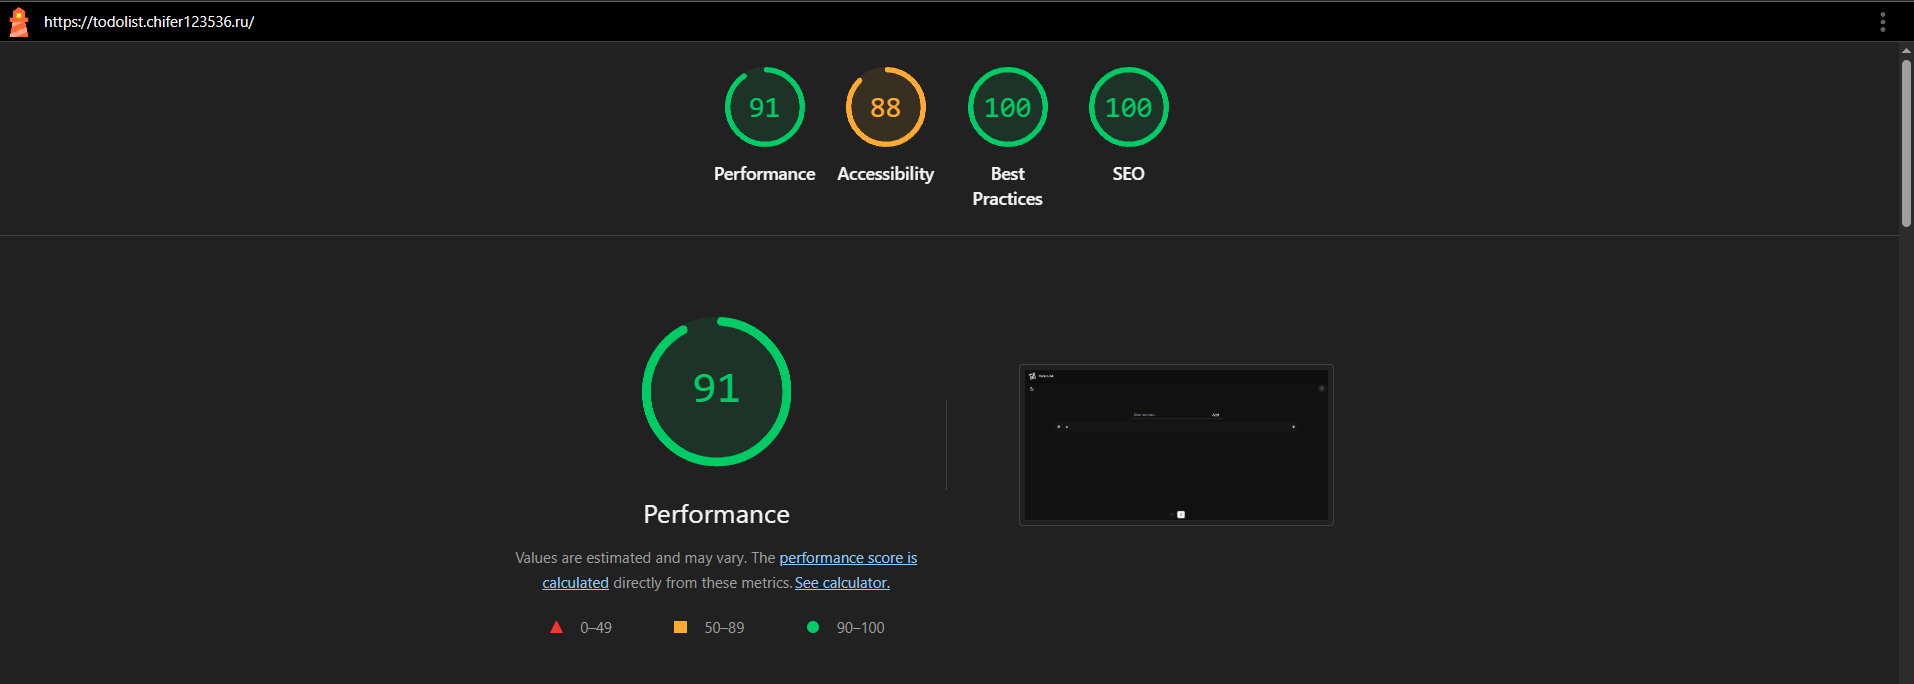 https://todolist.chifer123536.ru/
91
88
100
100
Performance
Accessibility
Best
Practices
SEO
91
Performance
Values are estimated and may vary. The performance score is
calculated directly from these metrics. See calculator.
0–49
50–89
90–100
Add